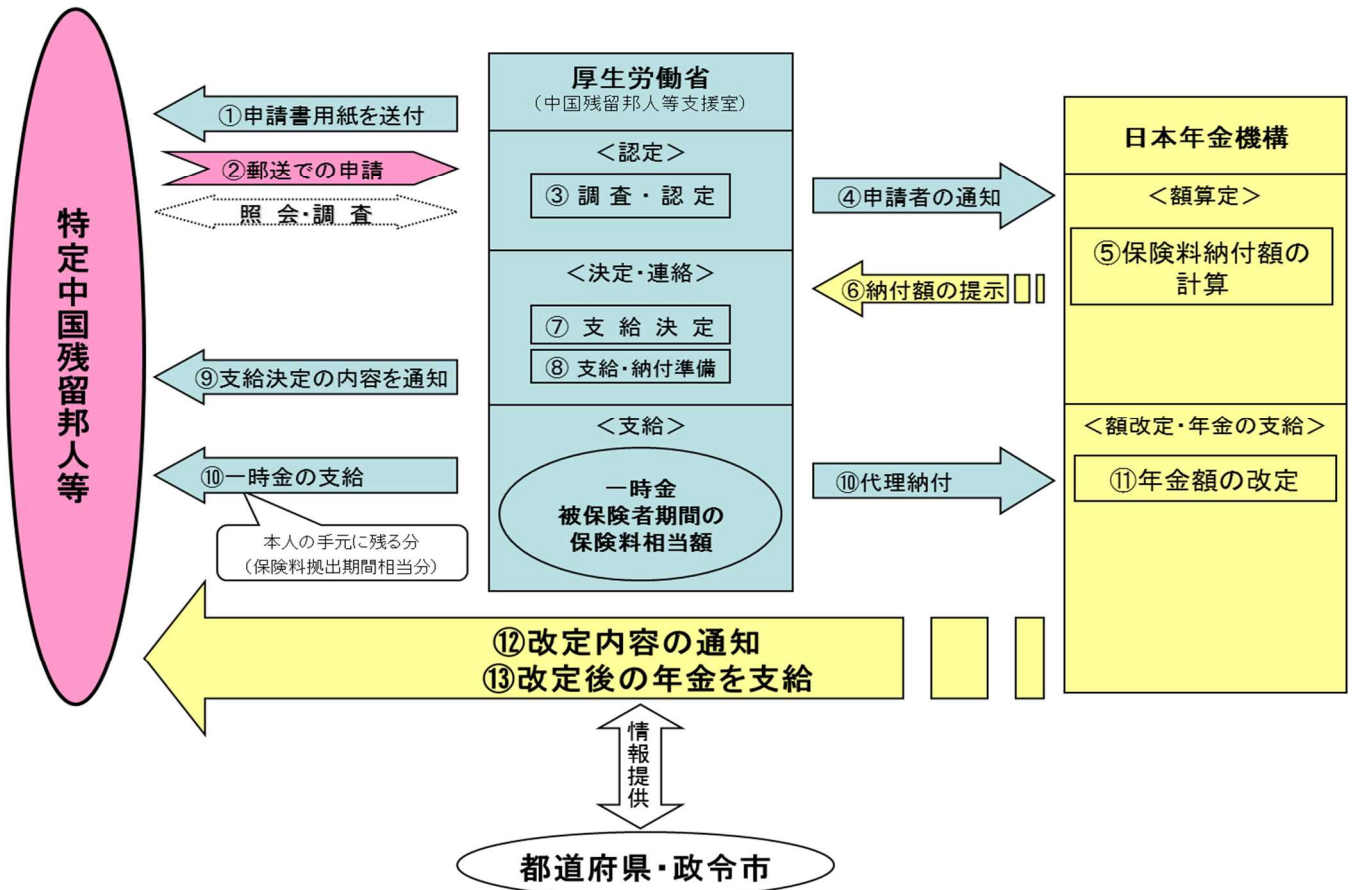 特定中国残留邦人等
①申請書用紙を送付
②郵送での申請
照会・調査
⑨支給決定の内容を通知
⑩一時金の支給
本人の手元に残る分
（保険料拠出期間相当分）
厚生労働省
（中国残留邦人等支援室）
＜認定＞
③調査・認定
＜決定・連絡＞
⑦支給決定
⑧支給・納付準備
＜支給＞
一時金
被保険者期間の
保険料相当額
④申請者の通知
⑥納付額の提示
⑩代理納付
日本年金機構
＜額算定＞
⑤保険料納付額の
計算
＜額改定・年金の支給＞
⑪年金額の改定
⑫改定内容の通知
⑬改定後の年金を支給
情報提供
都道府県・政令市